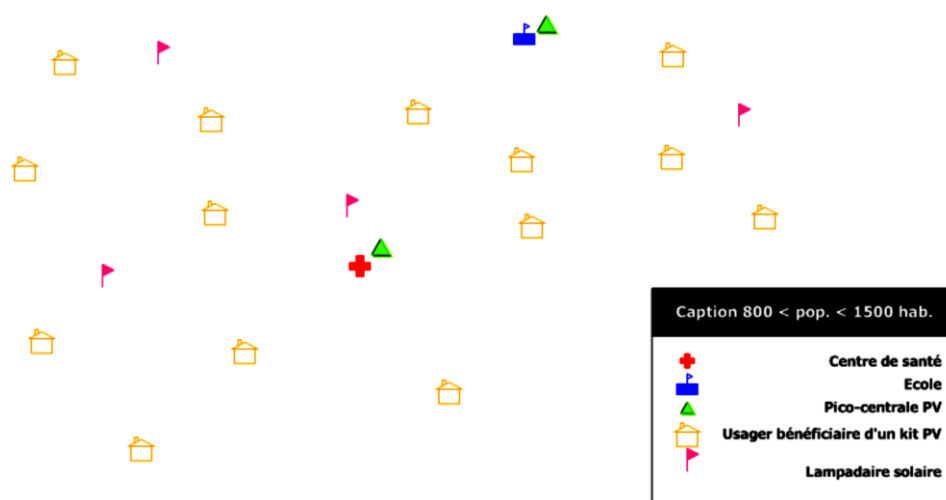 Caption 800 < pop. < 1500 hab.
Centre de santé
Ecole
Pico-centrale PV
Usager bénéficiaire d'un kit PV
Lampadaire solaire